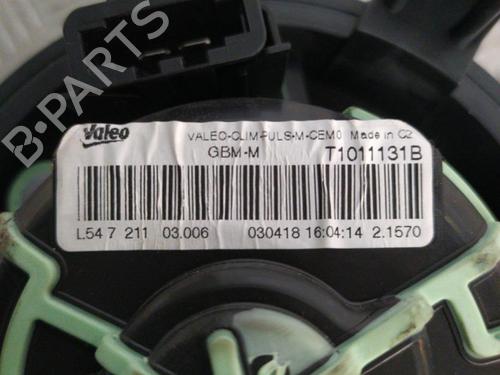 B-PARTS
Valeo
VALEO-CLIM-PULS-M-CEM0 Made in CZ
GBM-M T1011131B
L54 7 211 03.006 030418 16:04:14 2.1570